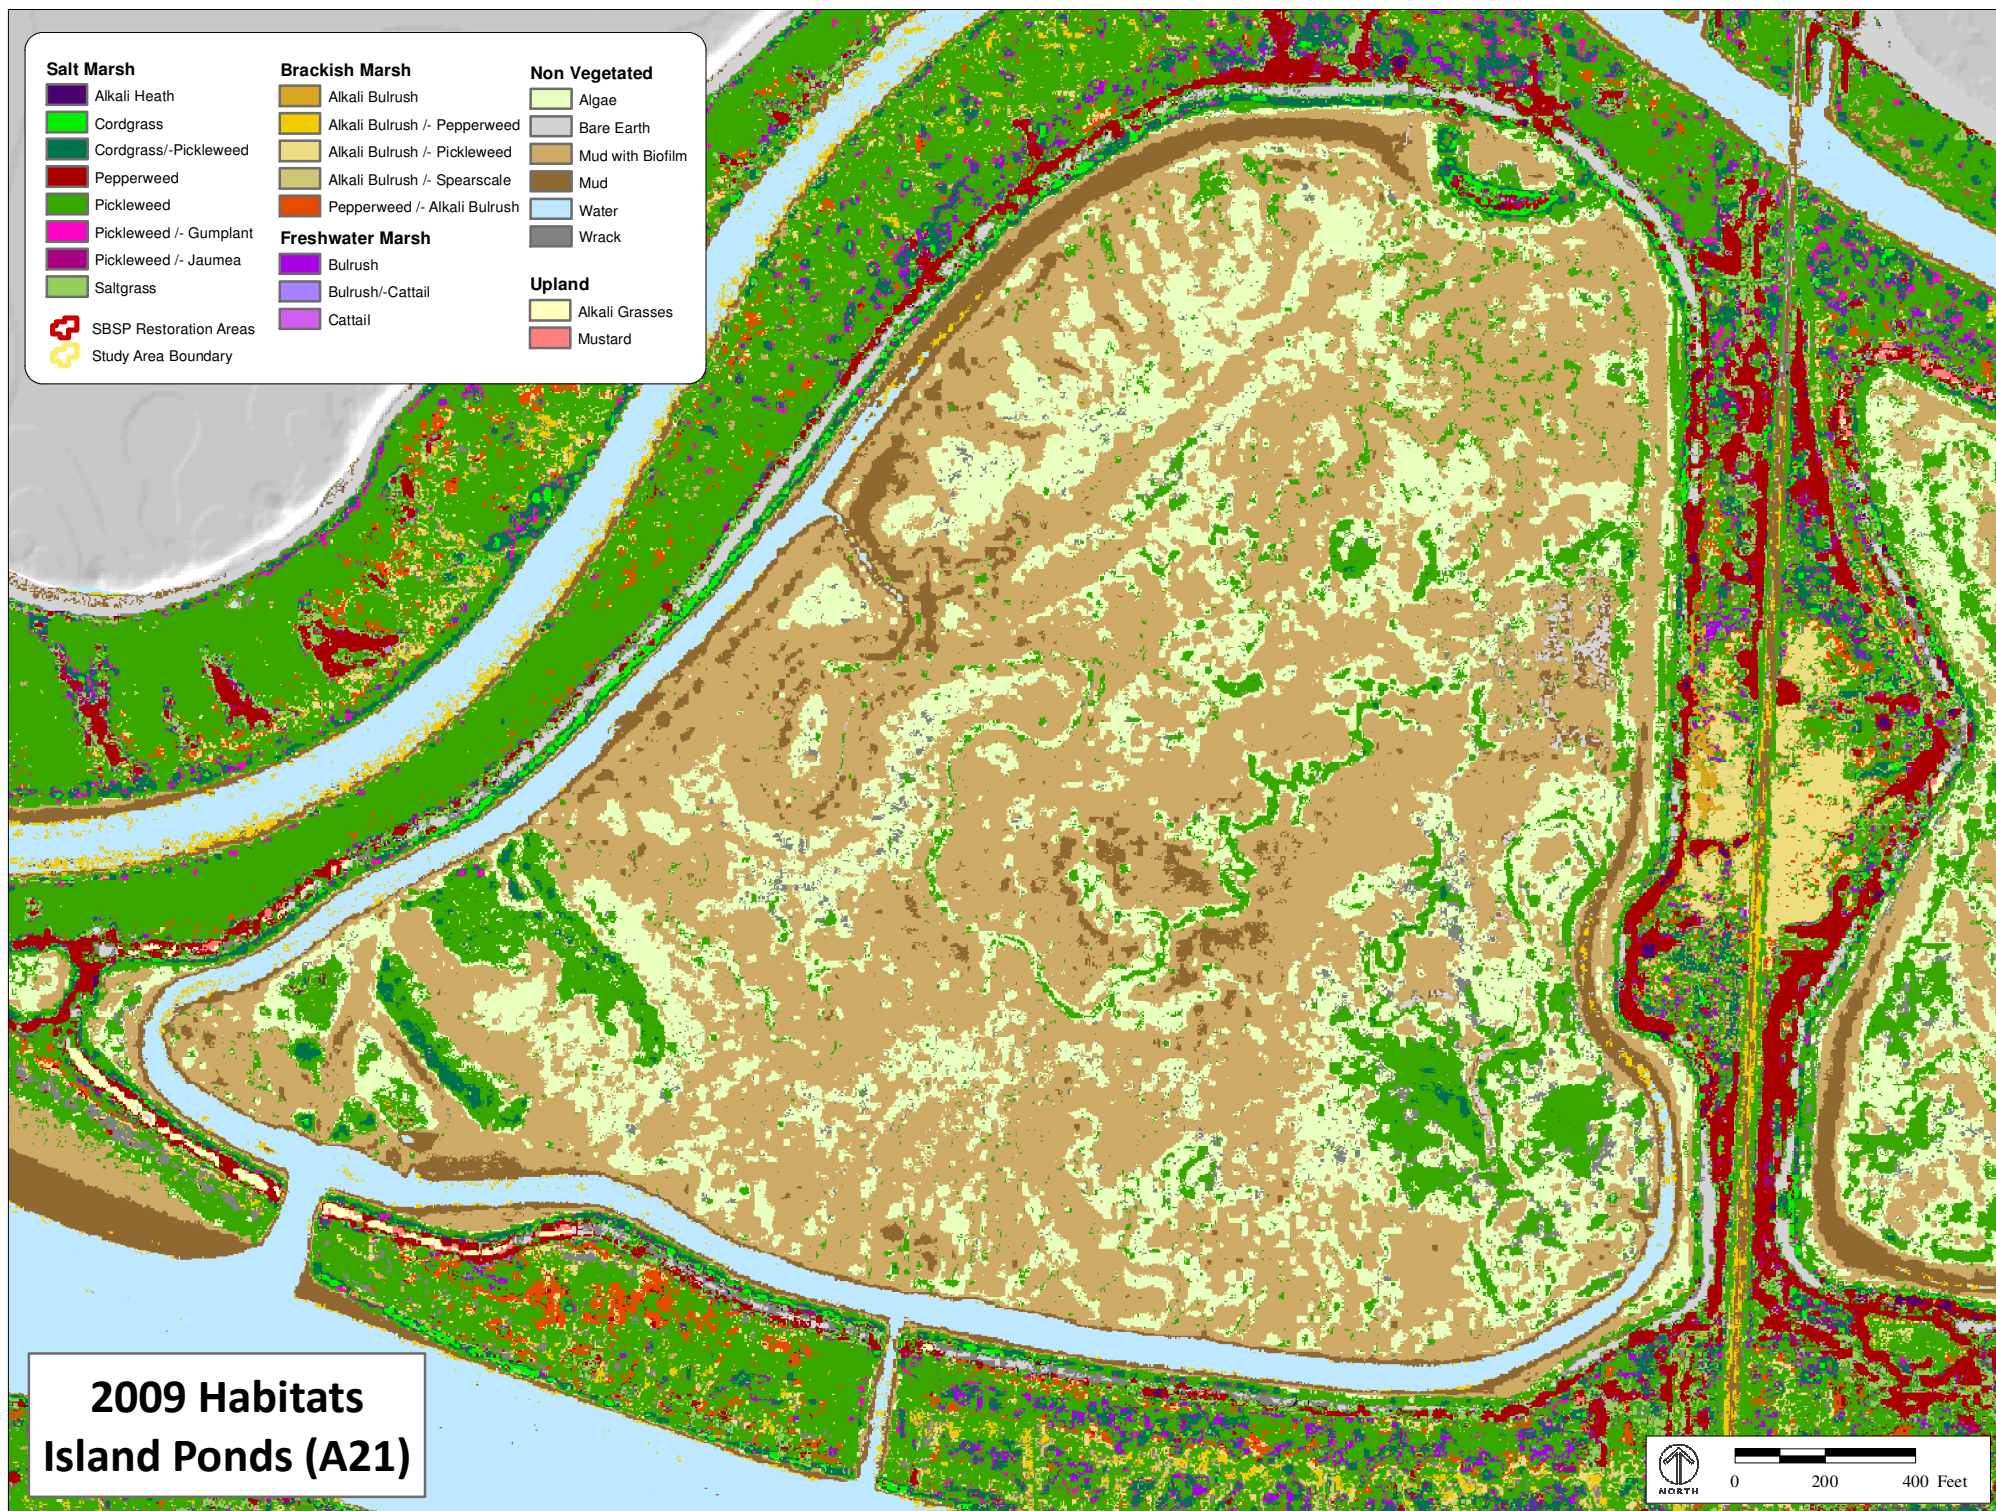 Salt Marsh
Alkali Heath
Cordgrass
Cordgrass/-Pickleweed
Pepperweed
Pickleweed
Pickleweed /- Gumplant
Pickleweed /- Jaumea
Saltgrass
SBSP Restoration Areas
Study Area Boundary
Brackish Marsh
Alkali Bulrush
Alkali Bulrush /- Pepperweed
Alkali Bulrush /- Pickleweed
Alkali Bulrush /- Spearscale
Pepperweed /- Alkali Bulrush
Freshwater Marsh
Bulrush
Bulrush/-Cattail
Cattail
Non Vegetated
Algae
Bare Earth
Mud with Biofilm
Mud
Water
Wrack
Upland
Alkali Grasses
Mustard
2009 Habitats
Island Ponds (A21)
NORTH
0 200 400 Feet